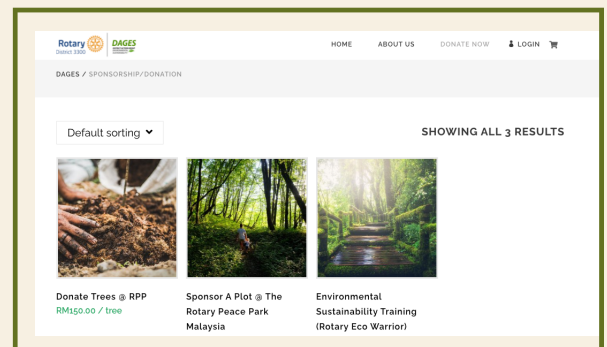 Rotary
District 3300
DAGES
HOME ABOUT US DONATE NOW LOGIN
DAGES / SPONSORSHIP/DONATION
Default sorting
SHOWING ALL 3 RESULTS
Donate Trees @ RPP
RM150.00 / tree
Sponsor A Plot @ The
Rotary Peace Park
Malaysia
Environmental
Sustainability Training
(Rotary Eco Warrior)